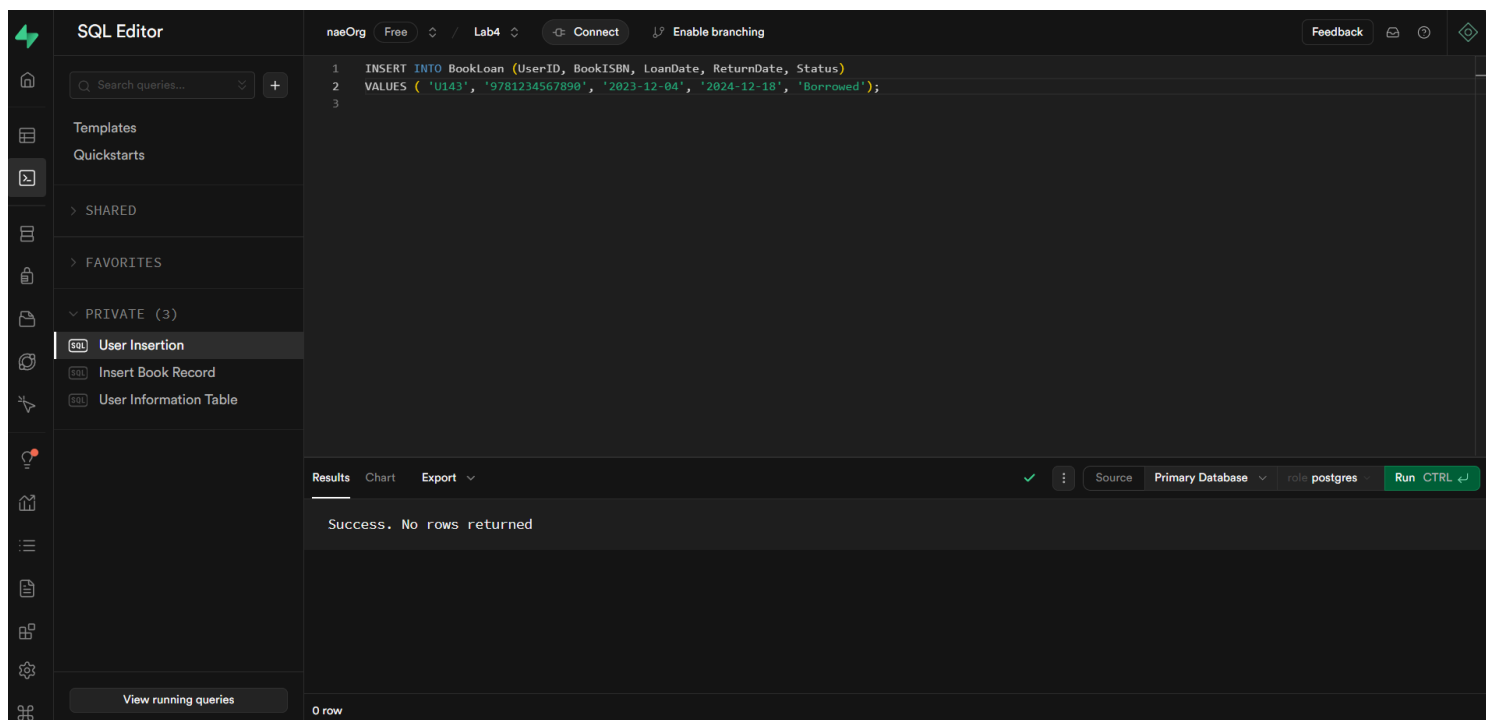 SQL Editor
naeOrg Free / Lab4 Connect Enable branching Feedback
Search queries...
Templates
Quickstarts
SHARED
FAVORITES
PRIVATE (3)
SQL User Insertion
SQL Insert Book Record
SQL User Information Table
View running queries
1 INSERT INTO BookLoan (UserID, BookISBN, LoanDate, ReturnDate, Status)
2 VALUES ( 'U143', '9781234567890', '2023-12-04', '2024-12-18', 'Borrowed');
3
Results Chart Export Source Primary Database role postgres Run CTRL
Success. No rows returned
0 row